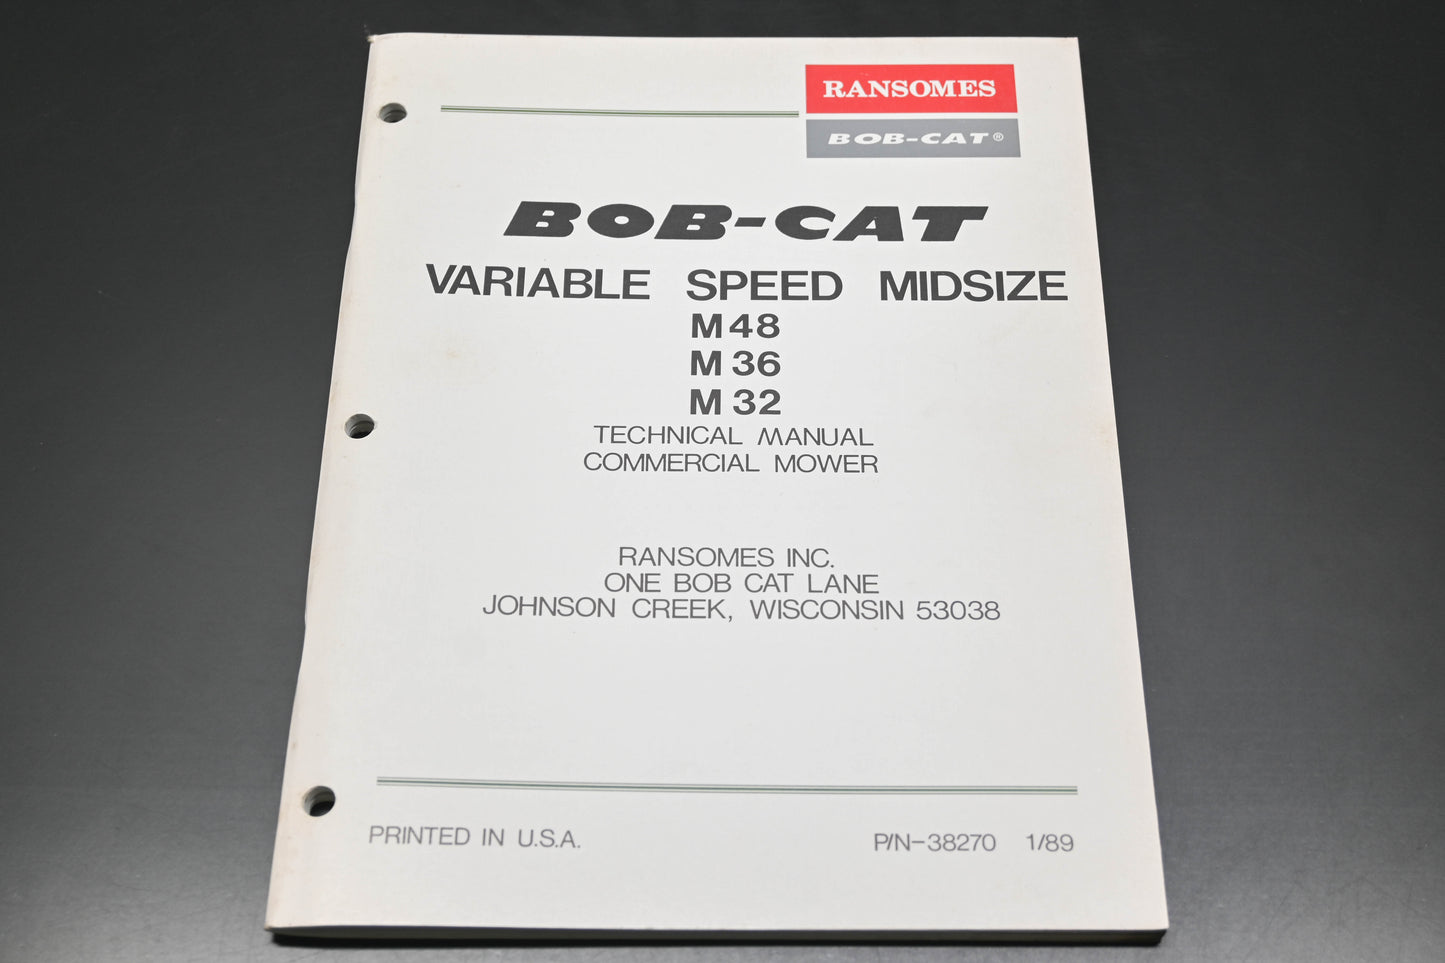 RANSOMES
BOB-CAT®
BOB-CAT
VARIABLE SPEED MIDSIZE
M48
M36
M32
TECHNICAL MANUAL
COMMERCIAL MOWER
RANSOMES INC.
ONE BOB CAT LANE
JOHNSON CREEK, WISCONSIN 53038
PRINTED IN U.S.A. P/N-38270 1/89